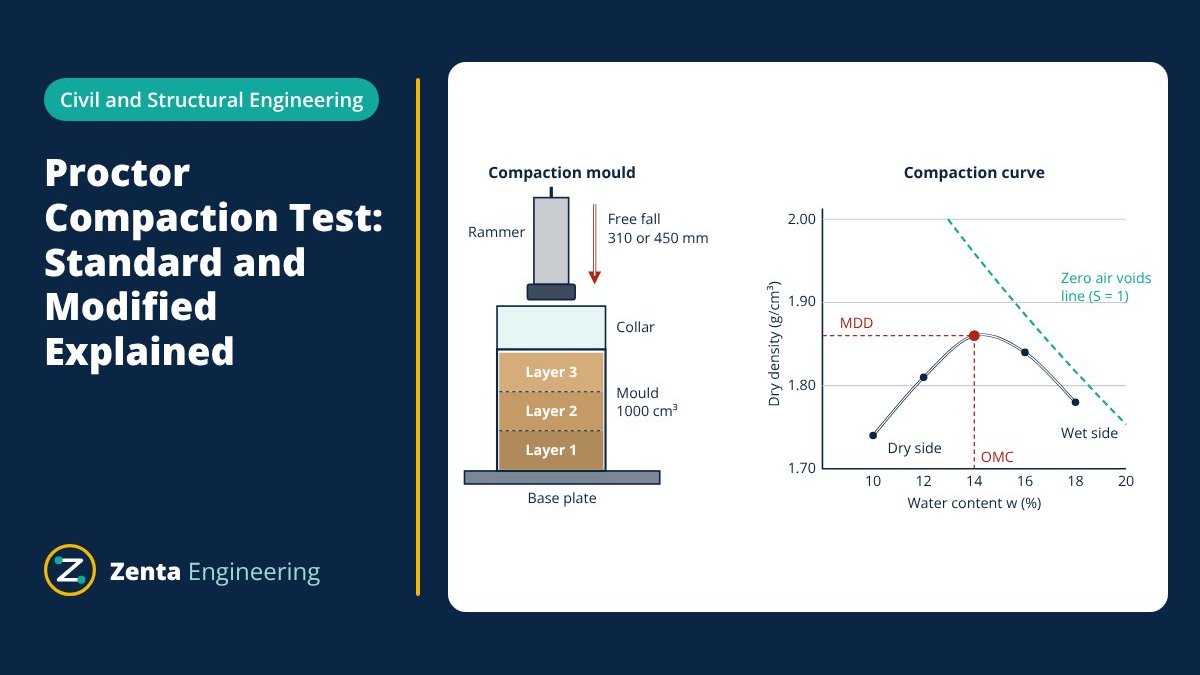 Civil and Structural Engineering
Proctor
Compaction Test:
Standard and
Modified
Explained
Zenta Engineering
Compaction mould
Rammer
Free fall
310 or 450 mm
Collar
Layer 3
Layer 2
Layer 1
Mould
1000 cm³
Base plate
Compaction curve
Dry density (g/cm³)
2.00
1.90
1.80
1.70
Zero air voids
line (S = 1)
MDD
Dry side
OMC
Wet side
10 12 14 16 18 20
Water content w (%)